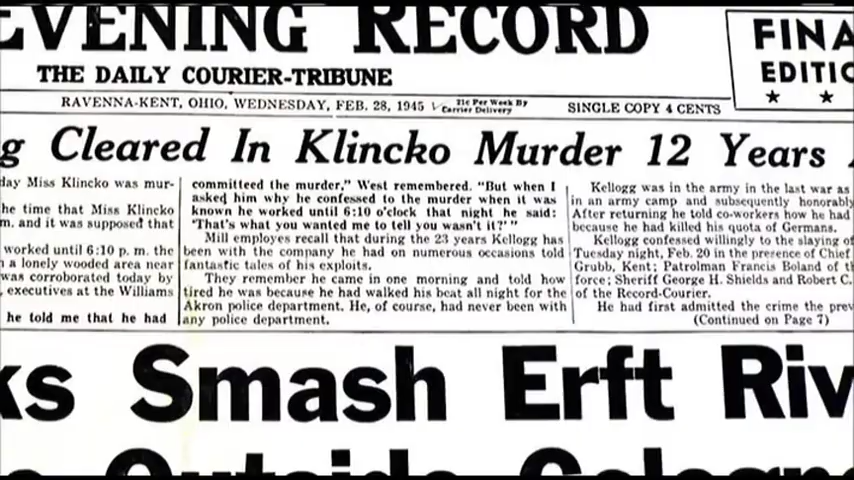 EVENING RECORD
THE DAILY COURIER-TRIBUNE
FINA
EDITIO
RAVENNA-KENT, OHIO, WEDNESDAY, FEB. 28, 1945
21¢ Per Week By
Carrier Delivery
SINGLE COPY 4 CENTS
g Cleared In Klincko Murder 12 Years
day Miss Klincko was mur-
he time that Miss Klincko
m. and it was supposed that
worked until 6:10 p. m. the
a lonely wooded area near
was corroborated today by
executives at the Williams
he told me that he had
committeed the murder," West remembered. "But when I
asked him why he confessed to the murder when it was
known he worked until 6:10 o'clock that night he said:
'That's what you wanted me to tell you wasn't it?' "
Mill employes recall that during the 23 years Kellogg has
been with the company he had on numerous occasions told
fantastic tales of his exploits.
They remember he came in one morning and told how
tired he was because he had walked his beat all night for the
Akron police department. He, of course, had never been with
any police department.
Kellogg was in the army in the last war as
in an army camp and subsequently honorably
After returning he told co-workers how he had
because he had killed his quota of Germans.
Kellogg confessed willingly to the slaying of
Tuesday night, Feb. 20 in the presence of Chief
Grubb, Kent; Patrolman Francis Boland of th
force; Sheriff George H. Shields and Robert C.
of the Record-Courier.
He had first admitted the crime the prev
(Continued on Page 7)
ks Smash Erft Riv
Outside Cologne